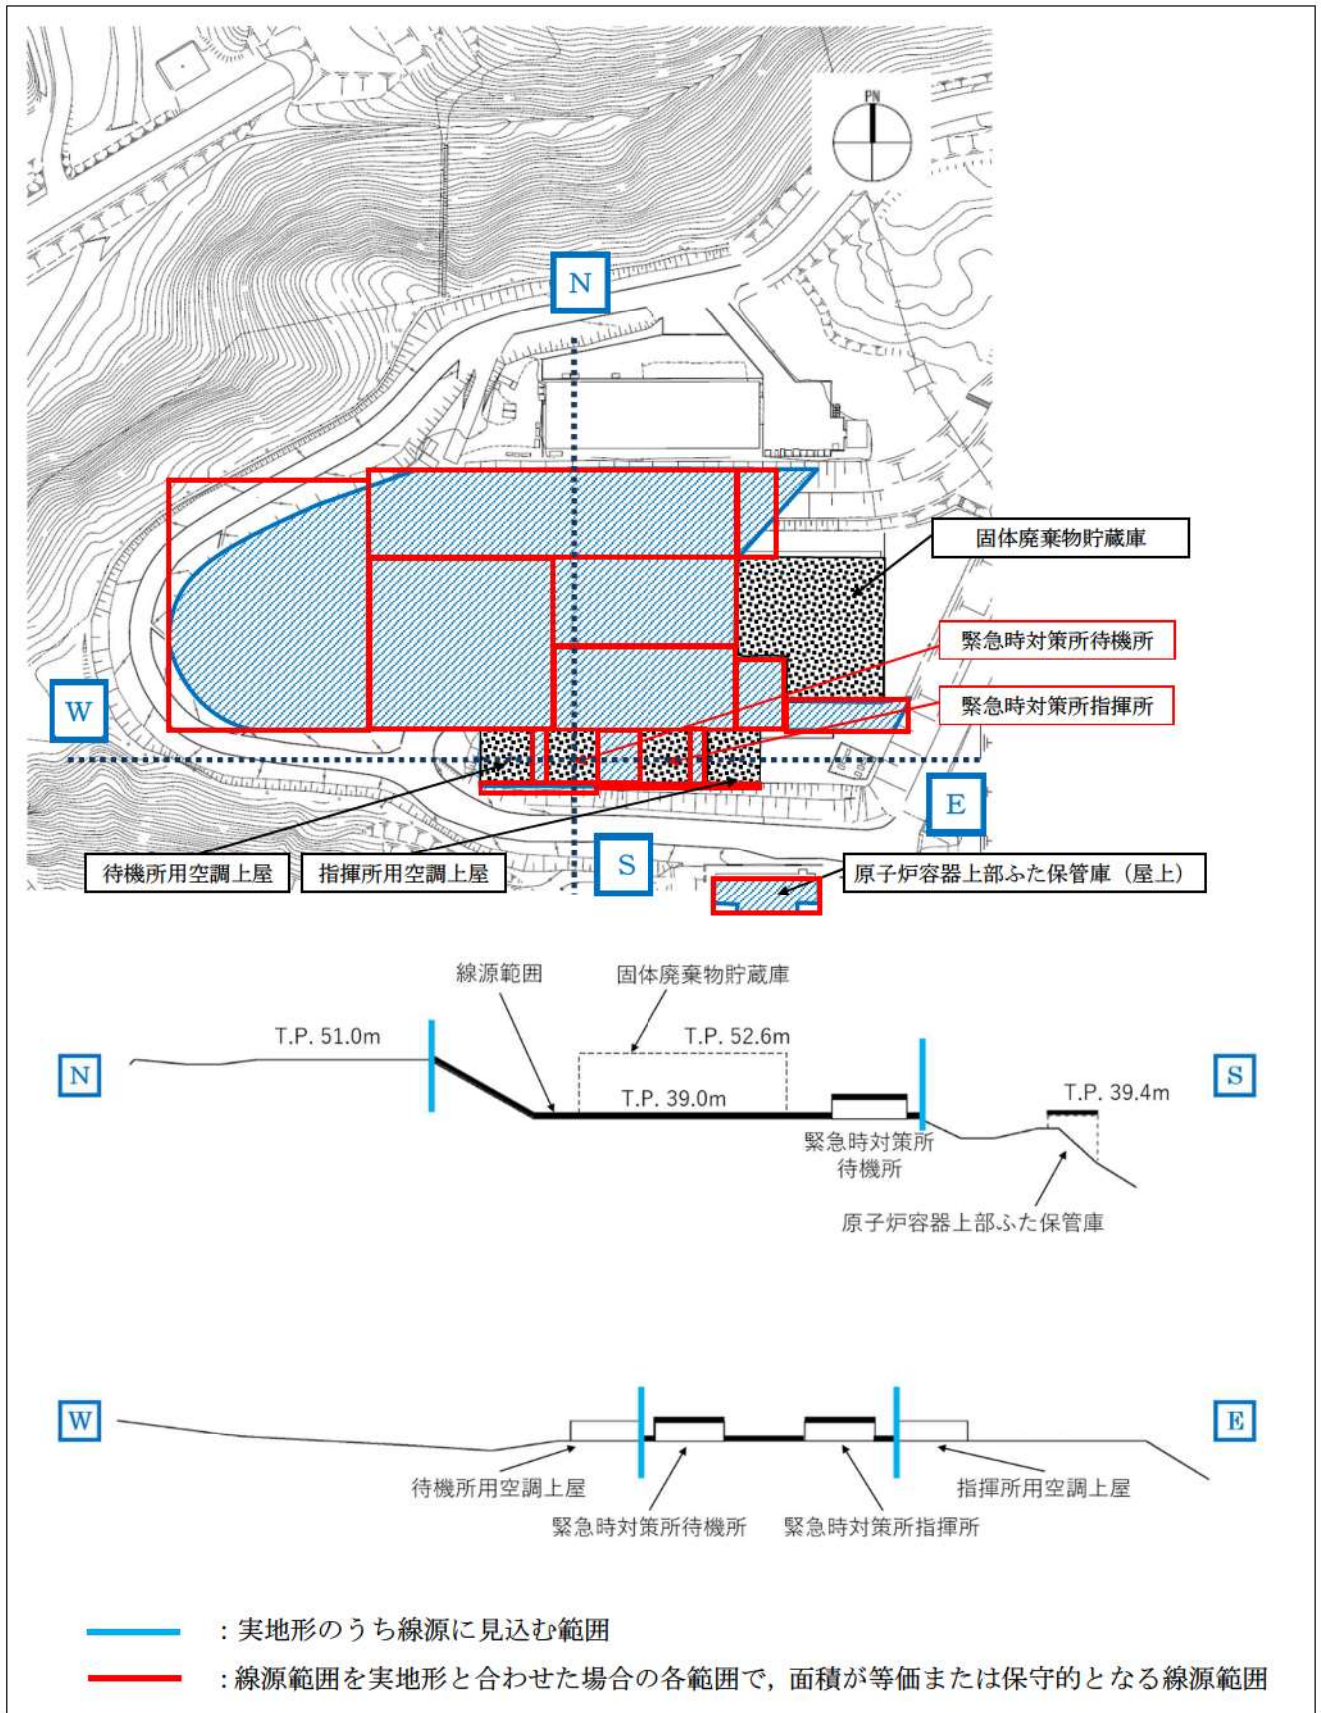 PN
N
固体廃棄物貯蔵庫
緊急時対策所待機所
緊急時対策所指揮所
W
E
S
待機所用空調上屋
指揮所用空調上屋
原子炉容器上部ふた保管庫（屋上）
線源範囲
固体廃棄物貯蔵庫
T.P. 51.0m
T.P. 52.6m
N
S
T.P. 39.0m
T.P. 39.4m
緊急時対策所
待機所
原子炉容器上部ふた保管庫
W
E
待機所用空調上屋
指揮所用空調上屋
緊急時対策所待機所
緊急時対策所指揮所
：実地形のうち線源に見込む範囲
：線源範囲を実地形と合わせた場合の各範囲で，面積が等価または保守的となる線源範囲